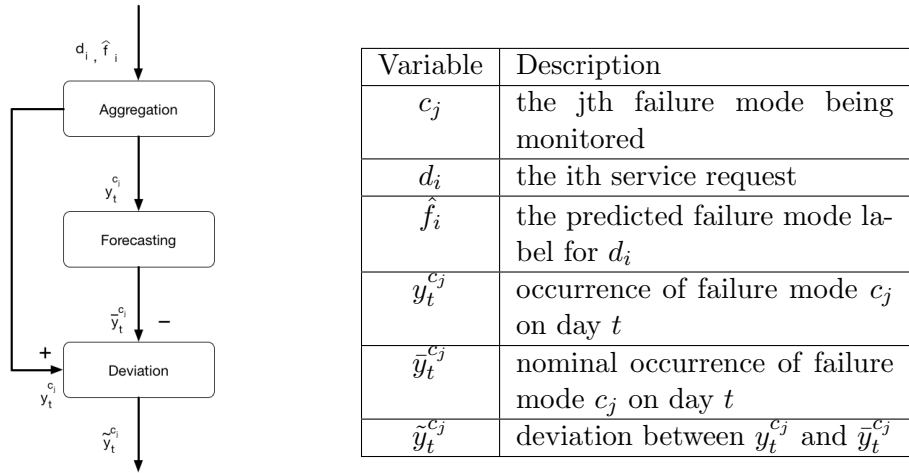 d_i , f̂_i
Aggregation
y_t^{c_j}
Forecasting
ȳ_t^{c_j} −
+
Deviation
y_t^{c_j}
ỹ_t^{c_j}
Variable Description
c_j the jth failure mode being
monitored
d_i the ith service request
f̂_i the predicted failure mode la-
bel for d_i
y_t^{c_j} occurrence of failure mode c_j
on day t
ȳ_t^{c_j} nominal occurrence of failure
mode c_j on day t
ỹ_t^{c_j} deviation between y_t^{c_j} and ȳ_t^{c_j}